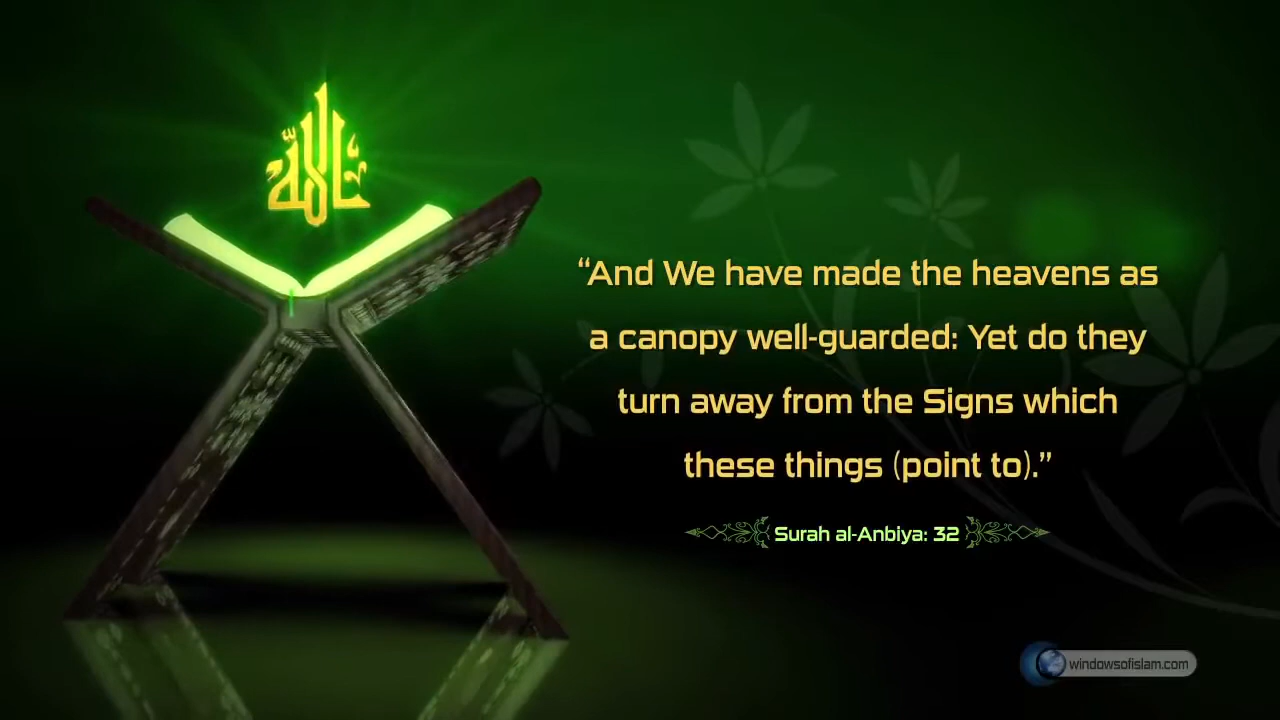 الله
“And We have made the heavens as
a canopy well-guarded: Yet do they
turn away from the Signs which
these things (point to).”
Surah al-Anbiya: 32
windowsofislam.com